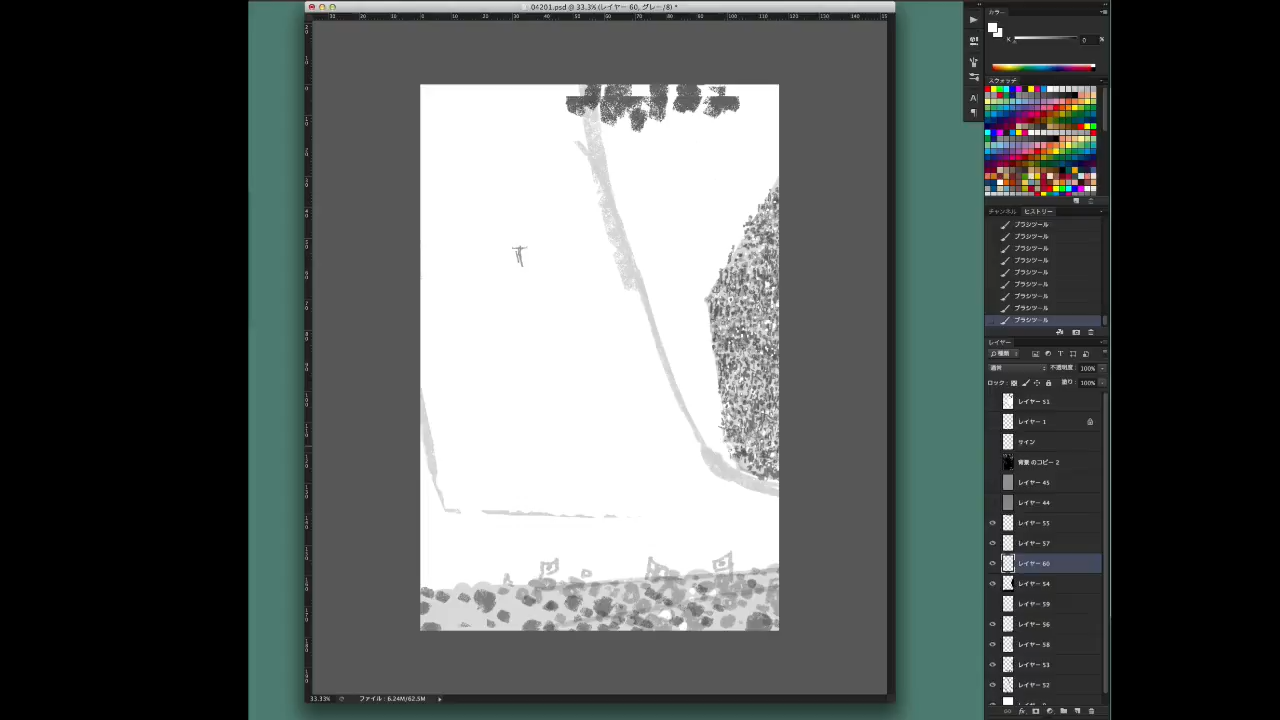 04201.psd @ 33.3% (レイヤー 60, グレー/8) *
カラー
K
0
%
スウォッチ
チャンネル
ヒストリー
ブラシツール
ブラシツール
ブラシツール
ブラシツール
ブラシツール
ブラシツール
ブラシツール
ブラシツール
ブラシツール
レイヤー
種類
通常
不透明度: 100%
ロック:
塗り: 100%
レイヤー 51
レイヤー 1
サイン
背景 のコピー 2
レイヤー 45
レイヤー 44
レイヤー 55
レイヤー 57
レイヤー 60
レイヤー 54
レイヤー 59
レイヤー 56
レイヤー 58
レイヤー 53
レイヤー 52
33.33%
ファイル : 6.24M/62.5M